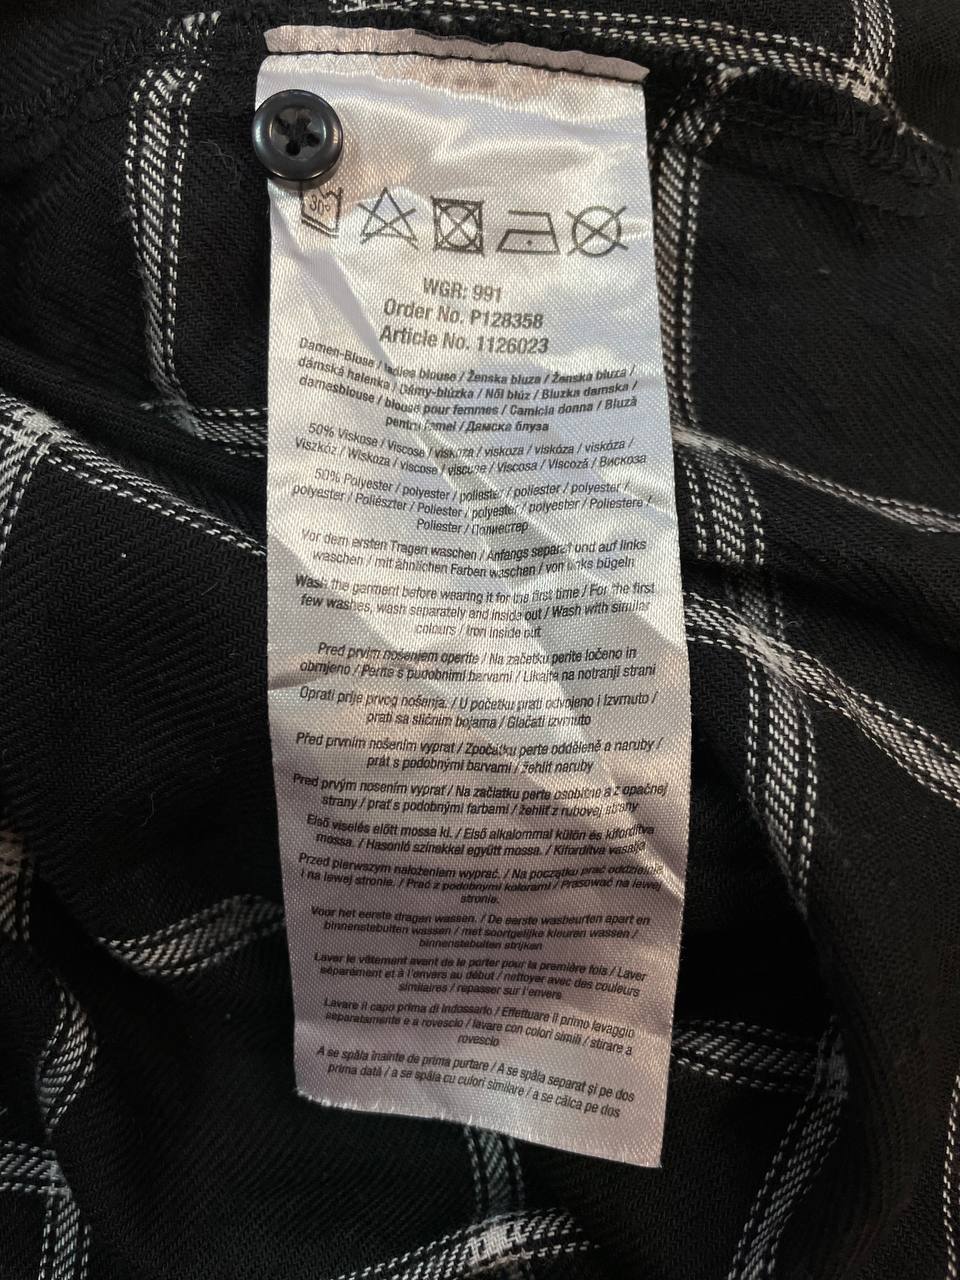 30°
WGR: 991
Order No. P128358
Article No. 1126023
Damen-Bluse / ladies blouse / Ženska bluza / Ženska bluza /
dámská halenka / Dámy-blúzka / Női blúz / Bluzka damska /
damesblouse / blouse pour femmes / Camicia donna / Bluză
pentru femei / Дамска блуза
50% Viskose / Viscose / viskoza / viskoza / viskóza / viskóza /
Viszkóz / Wiskoza / viscose / viscose / Viscosa / Viscoză / Вискоза
50% Polyester / polyester / poliester / poliester / polyester /
polyester / Poliészter / Poliester / polyester / polyester / Poliestere /
Poliester / Полиестер
Vor dem ersten Tragen waschen / Anfangs separat und auf links
waschen / mit ähnlichen Farben waschen / von links bügeln
Wash the garment before wearing it for the first time / For the first
few washes, wash separately and inside out / Wash with similar
colours / Iron inside out
Pred prvim nošenjem operite / Na začetku perite ločeno in
obrnjeno / Perite s podobnimi barvami / Likajte na notranji strani
Oprati prije prvog nošenja. / U početku prati odvojeno i izvrnuto /
prati sa sličnim bojama / Glačati izvrnuto
Před prvním nošením vyprat / Zpočátku perte odděleně a naruby /
prát s podobnými barvami / žehlit naruby
Pred prvým nosením vyprať / Na začiatku perte osobitne a z opačnej
strany / prať s podobnými farbami / žehliť z rubovej strany
Első viselés előtt mossa ki. / Első alkalommal külön és kifordítva
mossa. / Hasonló színekkel együtt mossa. / Kifordítva vasalja
Przed pierwszym nałożeniem wyprać. / Na początku prać oddzielnie
i na lewej stronie. / Prać z podobnymi kolorami / Prasować na lewej
stronie.
Voor het eerste dragen wassen. / De eerste wasbeurten apart en
binnenstebuiten wassen / met soortgelijke kleuren wassen /
binnenstebuiten strijken
Laver le vêtement avant de le porter pour la première fois / Laver
séparément et à l'envers au début / nettoyer avec des couleurs
similaires / repasser sur l'envers
Lavare il capo prima di indossarlo / Effettuare il primo lavaggio
separatamente e a rovescio / lavare con colori simili / stirare a
rovescio
A se spăla înainte de prima purtare / A se spăla separat și pe dos
prima dată / a se spăla cu culori similare / a se călca pe dos